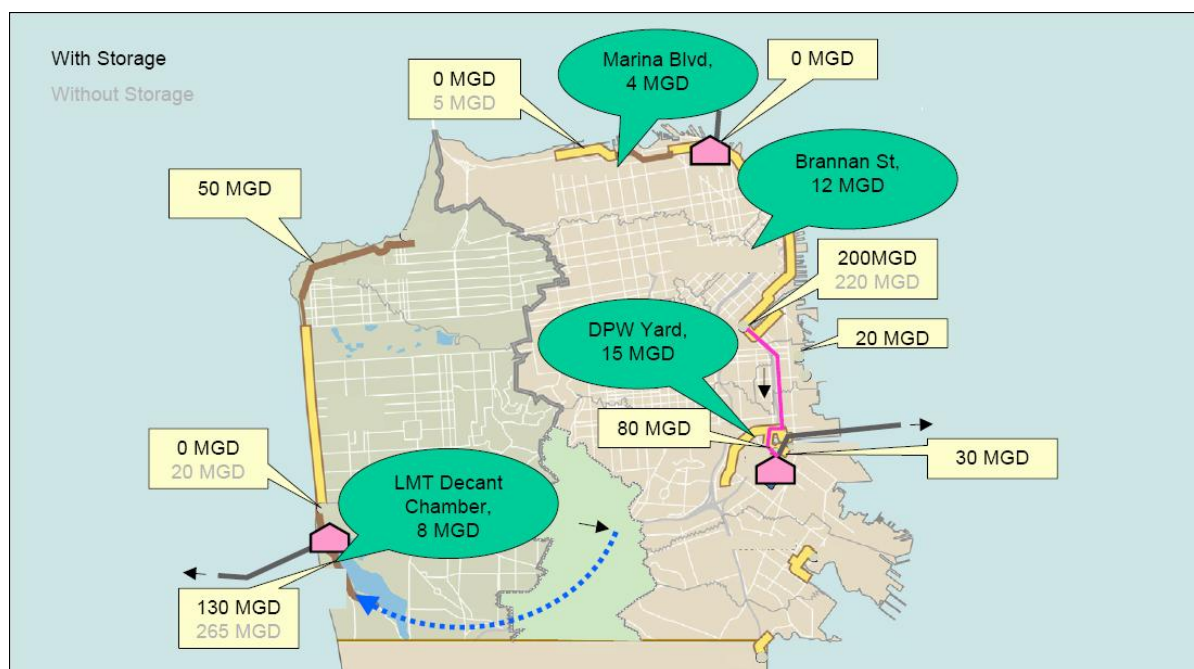 With Storage
Without Storage
0 MGD
5 MGD
Marina Blvd,
4 MGD
0 MGD
Brannan St,
12 MGD
50 MGD
200MGD
220 MGD
DPW Yard,
15 MGD
20 MGD
80 MGD
30 MGD
0 MGD
20 MGD
LMT Decant
Chamber,
8 MGD
130 MGD
265 MGD